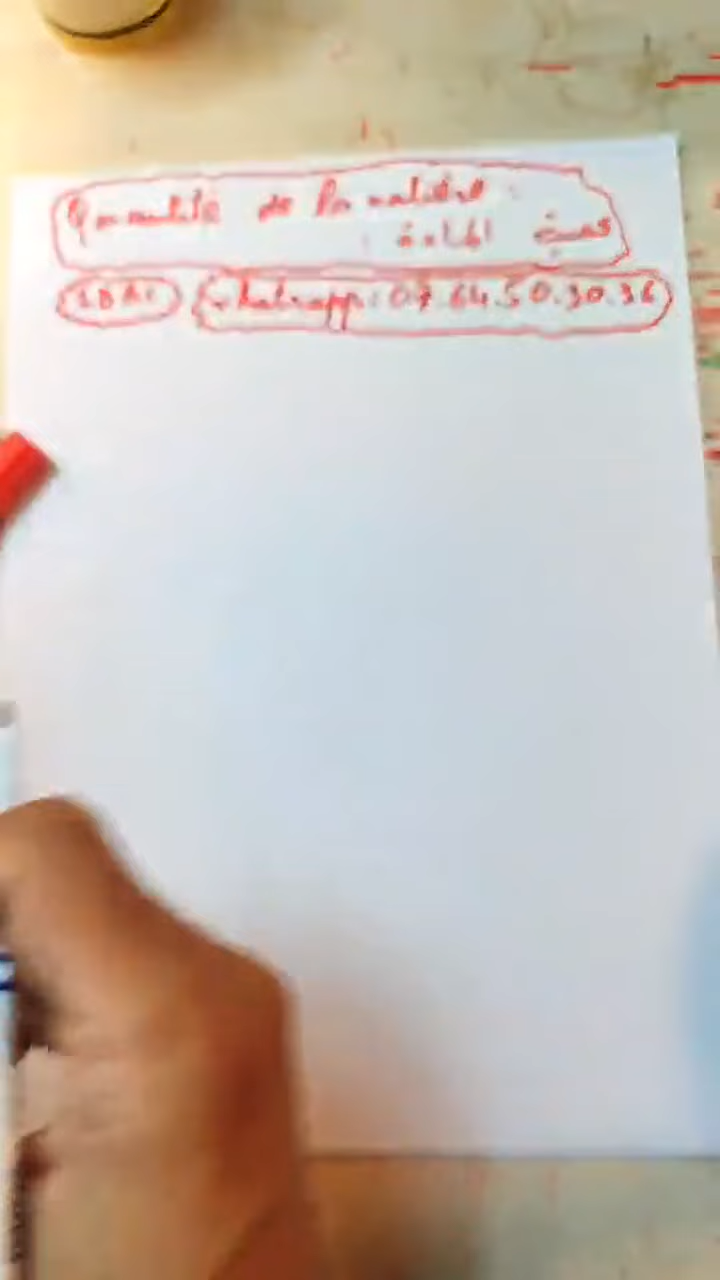 Quantité de la matière :
كمية المادة :
1BAC whatsapp : 07.64.50.30.36